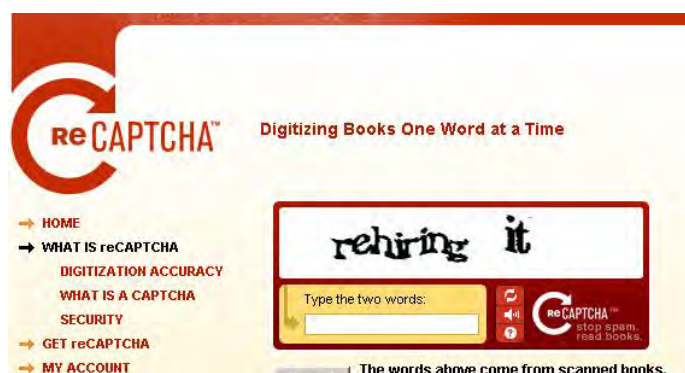 reCAPTCHA™
Digitizing Books One Word at a Time
HOME
WHAT IS reCAPTCHA
DIGITIZATION ACCURACY
WHAT IS A CAPTCHA
SECURITY
GET reCAPTCHA
MY ACCOUNT
rehiring it
Type the two words:
reCAPTCHA™
stop spam.
read books.
The words above come from scanned books.